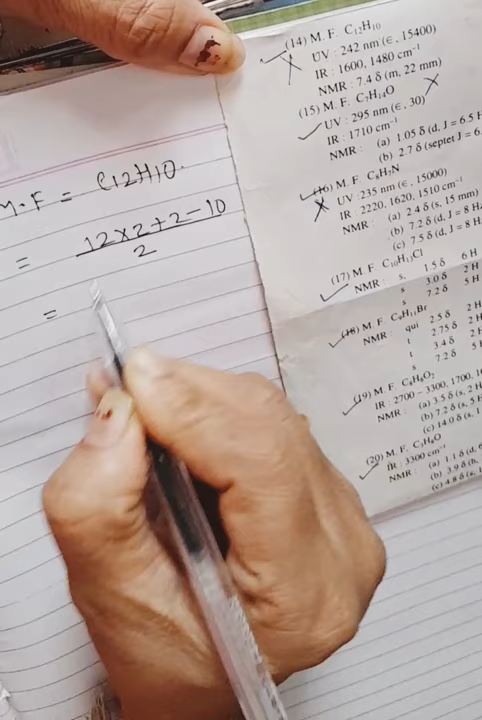 M.F = C12H10.
= 12×2+2-10
2
=
(14) M. F. C₁₂H₁₀
UV : 242 nm (ϵ, 15400)
IR : 1600, 1480 cm⁻¹
NMR : 7.4 δ (m, 22 mm)
(15) M. F. C₇H₁₄O
UV : 295 nm (ϵ, 30)
IR : 1710 cm⁻¹
NMR : (a) 1.05 δ (d, J = 6.5 H
(b) 2.7 δ (septet J = 6.
(16) M. F. C₈H₇N
UV : 235 nm (ϵ, 15000)
IR : 2220, 1620, 1510 cm⁻¹
NMR : (a) 2.4 δ (s, 15 mm)
(b) 7.2 δ (d, J = 8 Hz
(c) 7.5 δ (d, J = 8 H
(17) M. F. C₁₀H₁₃Cl
NMR : s, 1.5 δ 6 H
s 3.0 δ 2 H
s 7.2 δ 5 H
(18) M. F. C₉H₁₁Br
NMR : qui 2.5 δ 2
t 2.75 δ 2
t 3.4 δ 2
s 7.2 δ 5
(19) M. F. C₈H₈O₂
IR : 2700 - 3300, 1700, 1
NMR : (a) 3.5 δ (s, 2 H
(b) 7.2 δ (s, 5
(c) 14.0 δ (s, 1
(20) M. F. C₃H₈O
IR : 3300 cm⁻¹
NMR : (a) 1.1 δ (d, 6
(b) 3.9 δ (h,
(c) 4.8 δ (s, 1